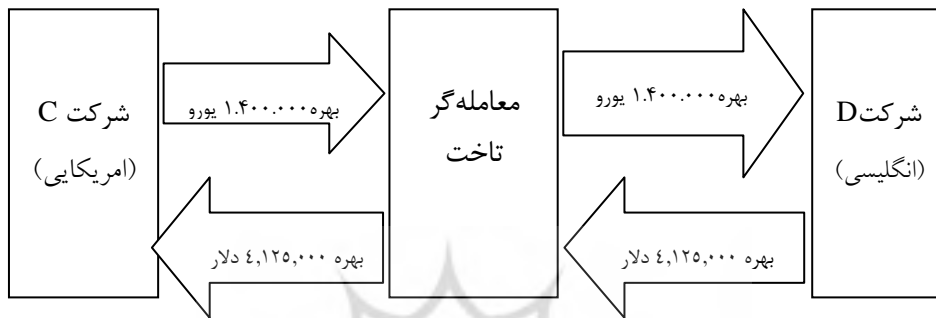 شرکت C
(امریکایی)
بهره ۱.۴۰۰.۰۰۰ یورو
بهره ٤,١٢٥,٠٠٠ دلار
معامله‌گر
تاخت
بهره ۱.۴۰۰.۰۰۰ یورو
بهره ٤,١٢٥,٠٠٠ دلار
شرکت D
(انگلیسی)